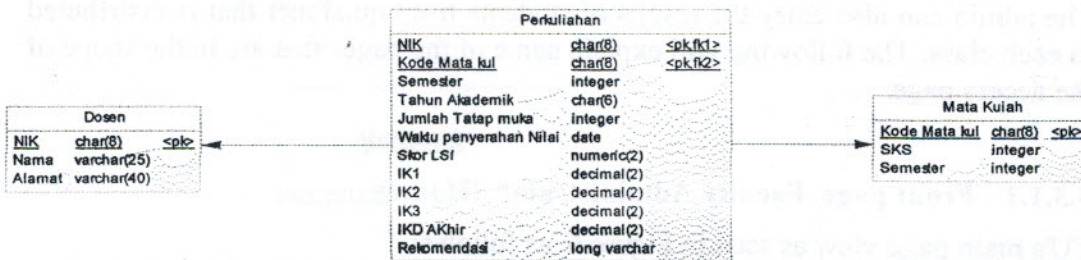 Perkuliahan
NIK char(8) <pk,fk1>
Kode Mata kul char(8) <pk,fk2>
Semester integer
Tahun Akademik char(6)
Jumlah Tatap muka integer
Waktu penyerahan Nilai date
Skor LSI numeric(2)
IK1 decimal(2)
IK2 decimal(2)
IK3 decimal(2)
IKD AKhir decimal(2)
Rekomendasi long varchar
Dosen
NIK char(8) <pk>
Nama varchar(25)
Alamat varchar(40)
Mata Kuiah
Kode Mata kul char(8) <pk>
SKS integer
Semester integer